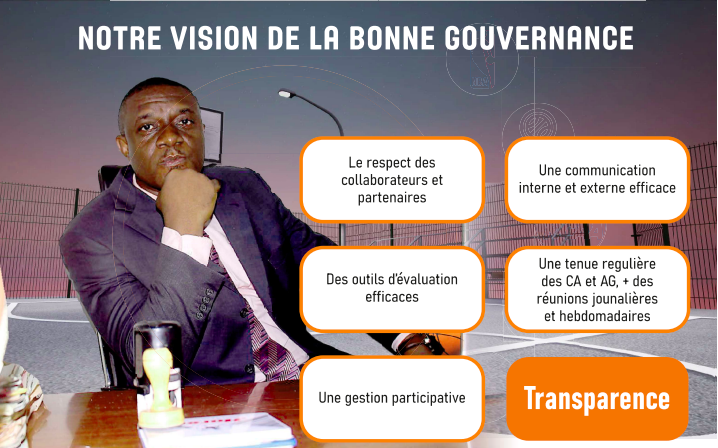 NOTRE VISION DE LA BONNE GOUVERNANCE
Le respect des
collaborateurs et
partenaires
Une communication
interne et externe efficace
Des outils d'évaluation
efficaces
Une tenue regulière
des CA et AG, + des
réunions jounalières
et hebdomadaires
Une gestion participative
Transparence